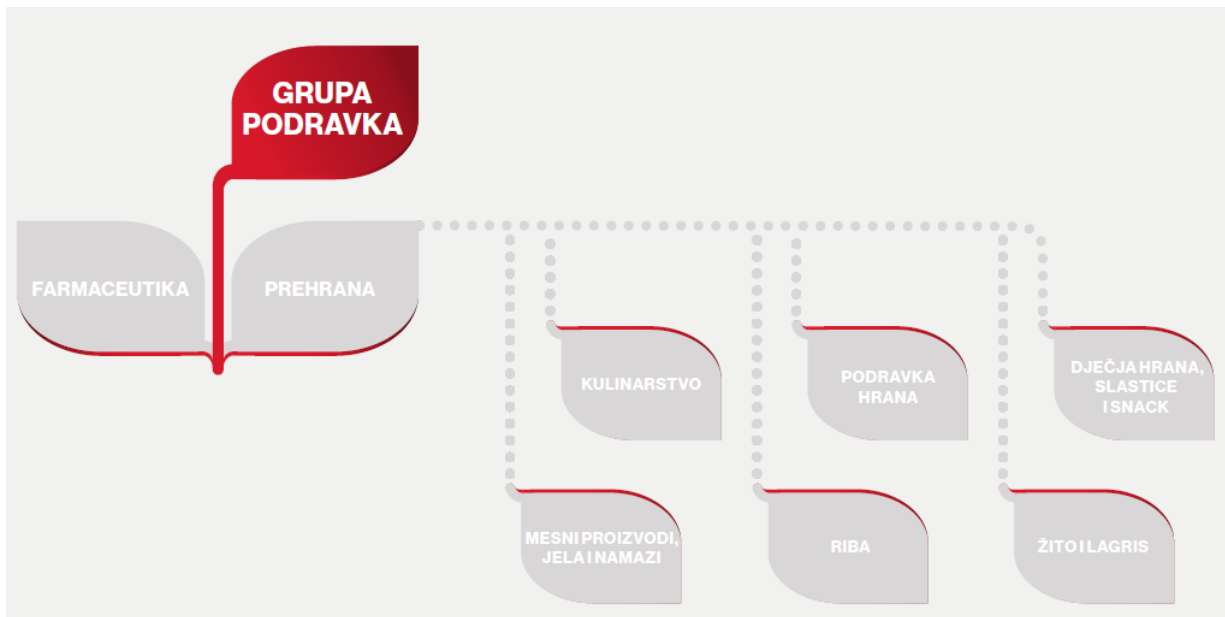 GRUPA
PODRAVKA
FARMACEUTIKA
PREHRANA
KULINARSTVO
PODRAVKA
HRANA
DJEČJA HRANA,
SLASTICE
I SNACK
MESNI PROIZVODI,
JELA I NAMAZI
RIBA
ŽITO I LAGRIS